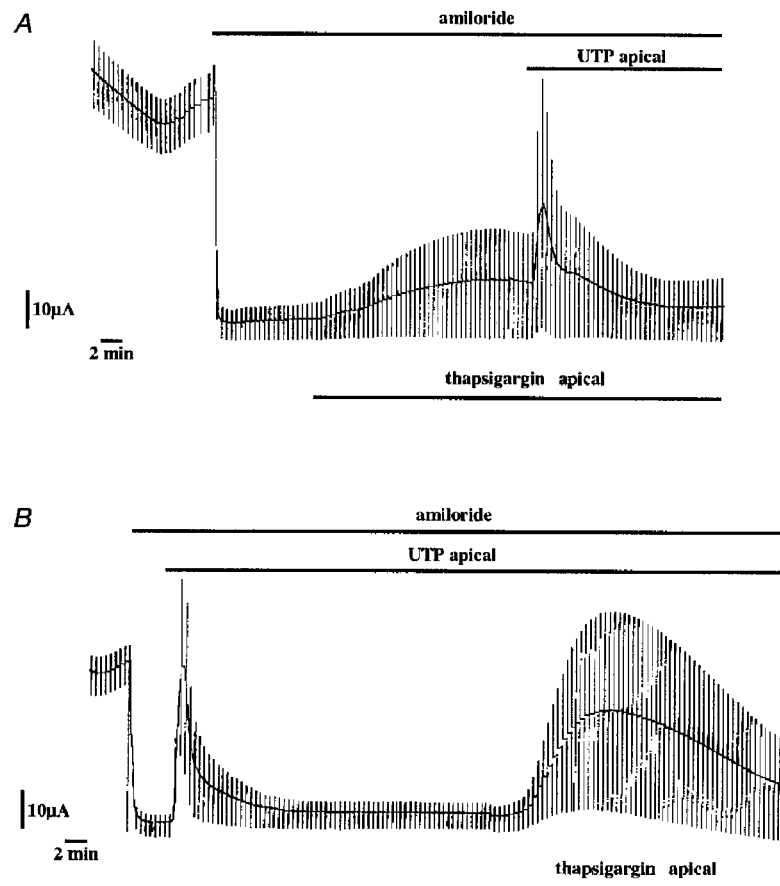 A
amiloride
UTP apical
10µA
2 min
thapsigargin apical
B
amiloride
UTP apical
10µA
2 min
thapsigargin apical